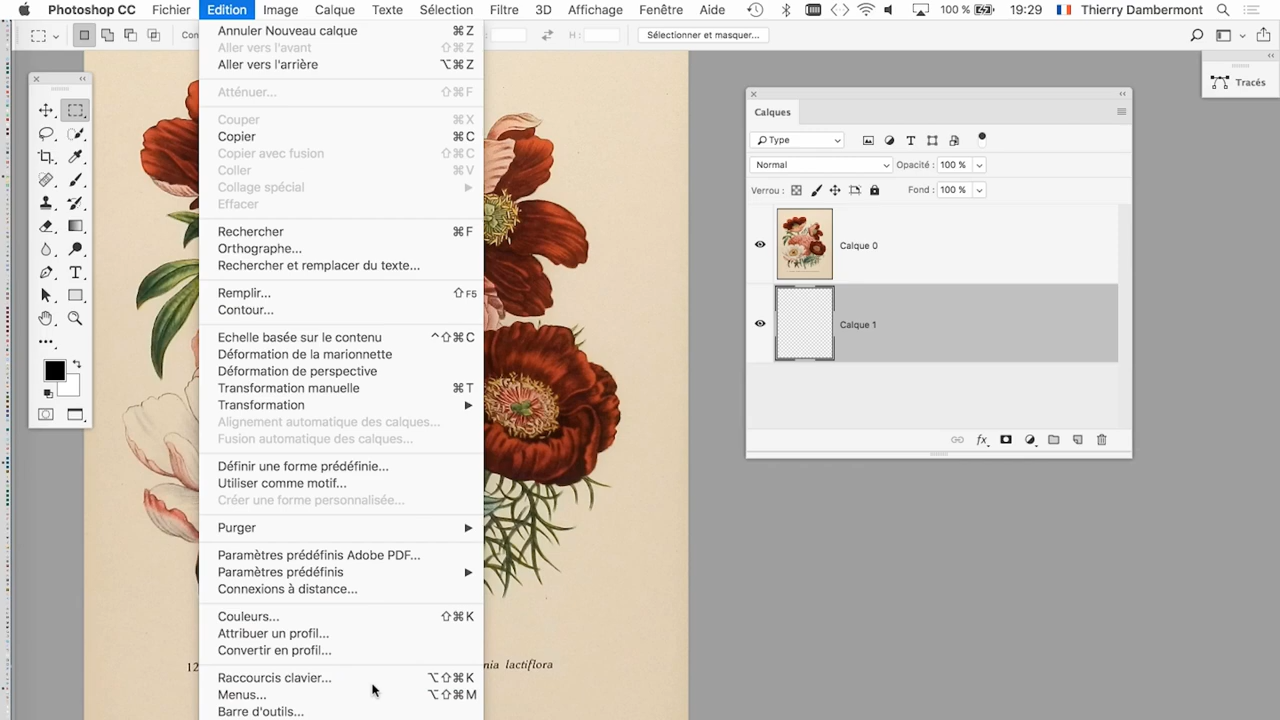 Photoshop CC Fichier Edition Image Calque Texte Sélection Filtre 3D Affichage Fenêtre Aide 100 % 19:29 Thierry Dambermont
H: Sélectionner et masquer...
Annuler Nouveau calque ⌘Z
Aller vers l'avant ⇧⌘Z
Aller vers l'arrière ⌥⌘Z
Atténuer... ⇧⌘F
Couper ⌘X
Copier ⌘C
Copier avec fusion ⇧⌘C
Coller ⌘V
Collage spécial
Effacer
Rechercher ⌘F
Orthographe...
Rechercher et remplacer du texte...
Remplir... ⇧F5
Contour...
Echelle basée sur le contenu ^⇧⌘C
Déformation de la marionnette
Déformation de perspective
Transformation manuelle ⌘T
Transformation
Alignement automatique des calques...
Fusion automatique des calques...
Définir une forme prédéfinie...
Utiliser comme motif...
Créer une forme personnalisée...
Purger
Paramètres prédéfinis Adobe PDF...
Paramètres prédéfinis
Connexions à distance...
Couleurs... ⇧⌘K
Attribuer un profil...
Convertir en profil...
Raccourcis clavier... ⌥⇧⌘K
Menus... ⌥⇧⌘M
Barre d'outils...
lactiflora
Tracés
Calques
Type
Normal Opacité : 100 %
Verrou : Fond : 100 %
Calque 0
Calque 1